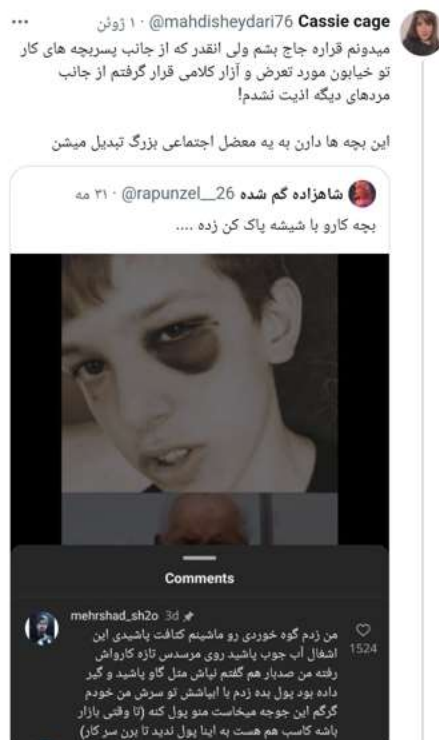 Cassie cage @mahdisheydari76 · ۱ ژوئن
میدونم قراره جاج بشم ولی انقدر که از جانب پسربچه های کار
تو خیابون مورد تعرض و آزار کلامی قرار گرفتم از جانب
مردهای دیگه اذیت نشدم!
این بچه ها دارن به یه معضل اجتماعی بزرگ تبدیل میشن
شاهزاده گم شده @rapunzel__26 · ۳۱ مه
بچه کارو با شیشه پاک کن زده ....
Comments
mehrshad_sh2o 3d
من زدم گوه خوردی رو ماشینم کثافت پاشیدی این
اشغال آب جوب پاشید روی مرسدس تازه کارواش
رفته من صدبار هم گفتم نپاش مثل گاو پاشید و گیر
داده بود پول بده زدم با ابپاشش تو سرش من خودم
گرگم این جوجه میخاست منو پول کنه (تا وقتی بازار
باشه کاسب هم هست به اینا پول ندید تا برن سر کار)
1524